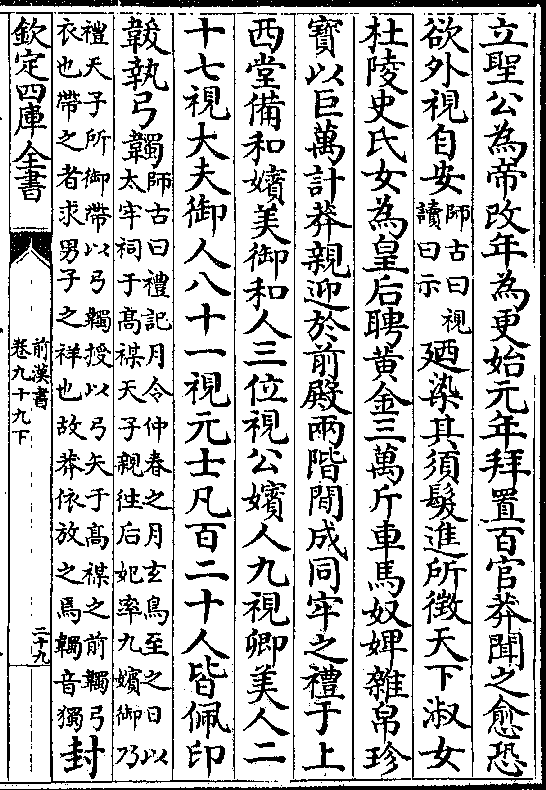 立聖公為帝改年為更始元年拜置百官莽聞之愈恐
欲外視自安師古曰視讀曰示廼染其須髮進所徴天下淑女
杜陵史氏女為皇后聘黄金三萬斤車馬奴婢雜帛珍
寶以巨萬計莽親迎於前殿兩階間成同牢之禮于上
西堂備和嬪美御和人三位視公嬪人九視卿美人二
十七視大夫御人八十一視元士凡百二十人皆佩印
韍執弓韣師古曰禮記月令仲春之月玄鳥至之日以
太牢祠于髙禖天子親往后妃率九嬪御乃
禮天子所御帶以弓韣授以弓矢于髙禖之前韣弓
衣也帶之者求男子之祥也故莽依放之焉韣音獨封
欽定四庫全書
前漢書
卷九十九下
二十九